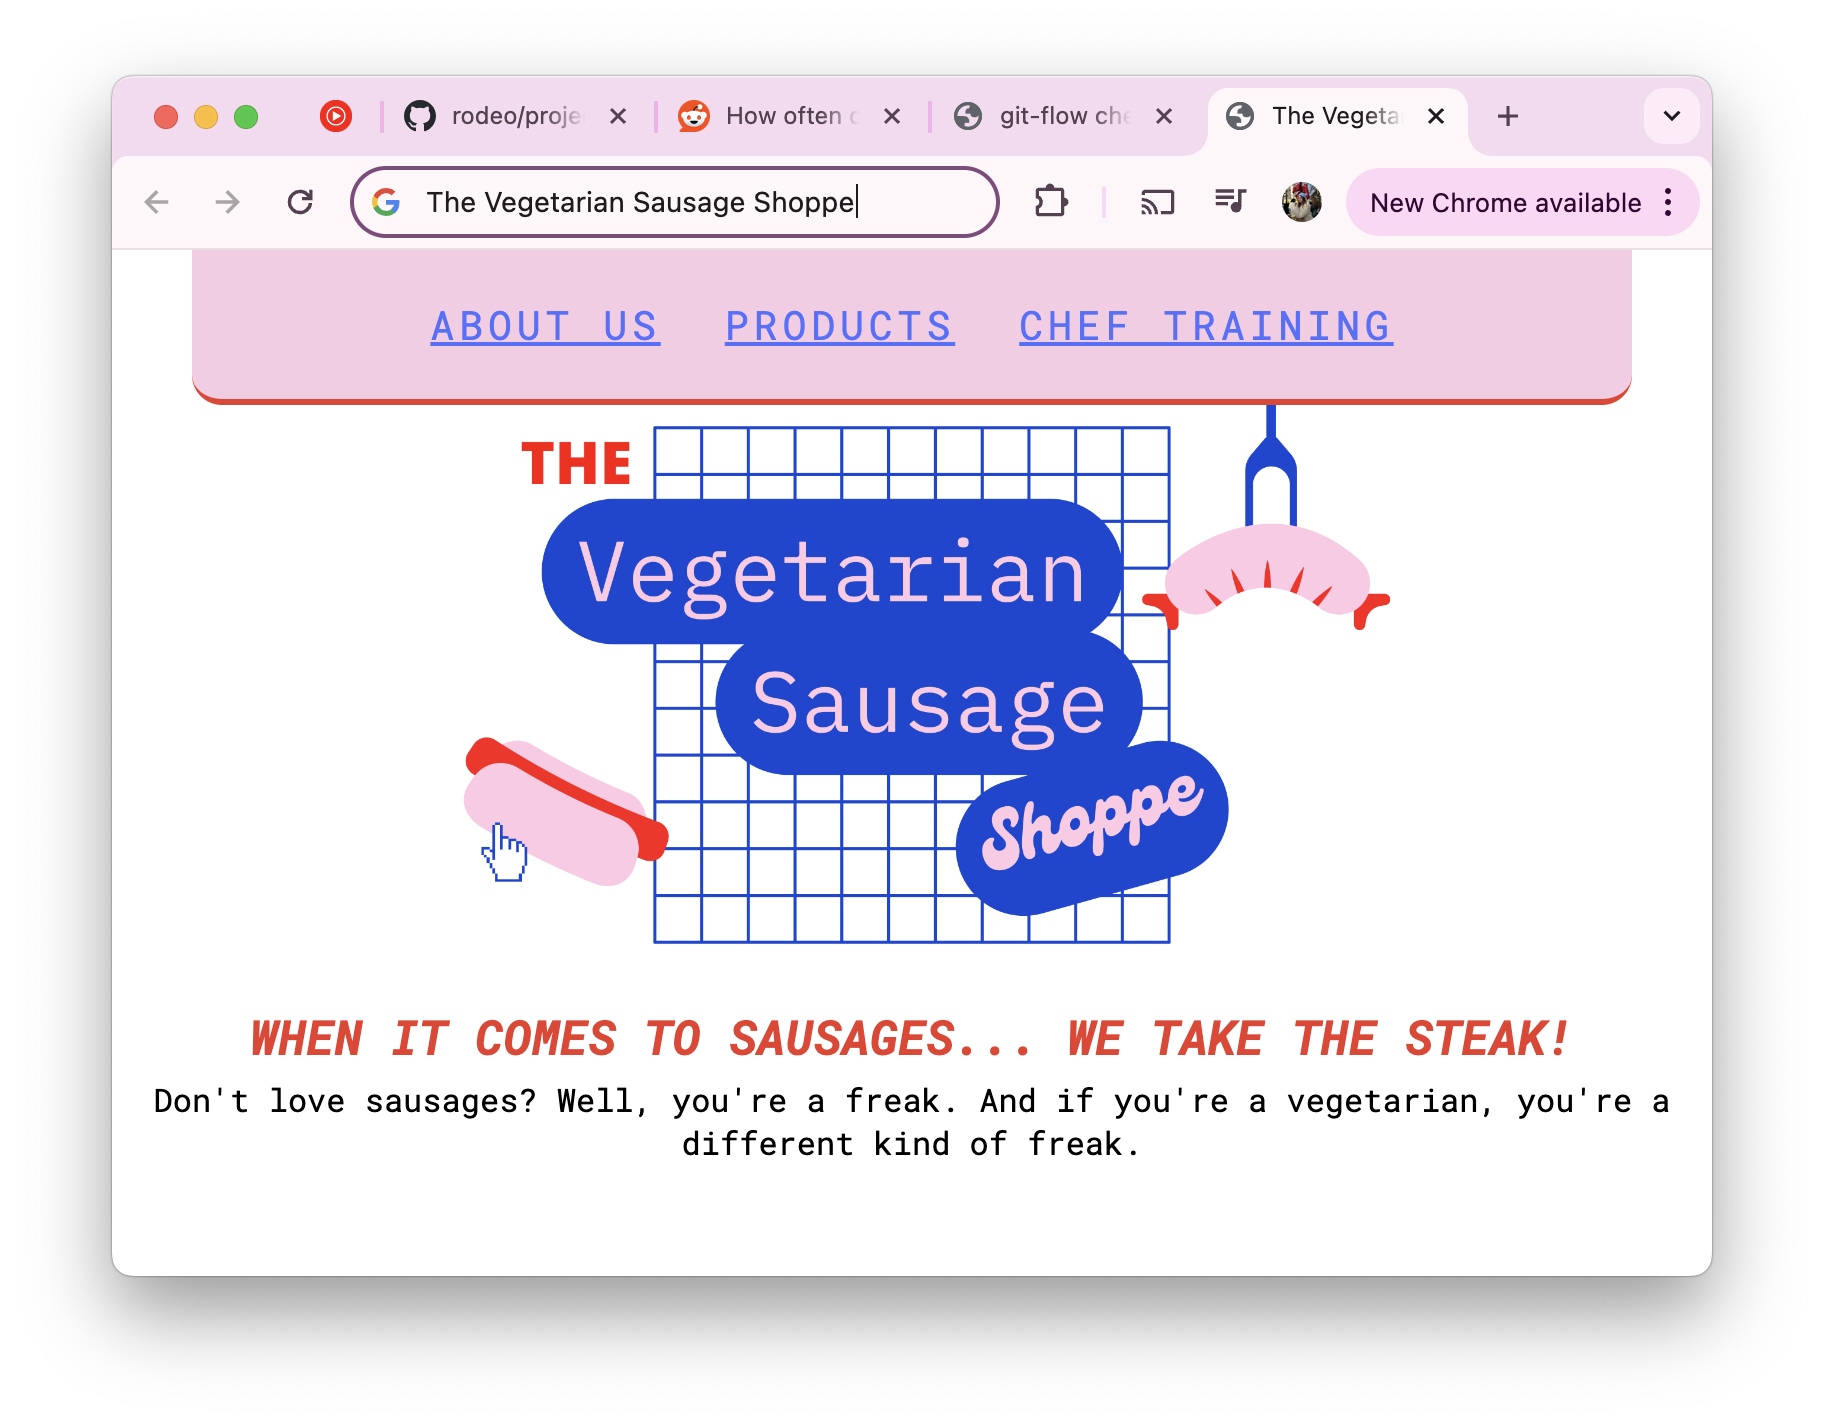 rodeo/proje
How often
git-flow che
The Vegeta
The Vegetarian Sausage Shoppe
New Chrome available
ABOUT US
PRODUCTS
CHEF TRAINING
THE
Vegetarian
Sausage
Shoppe
WHEN IT COMES TO SAUSAGES... WE TAKE THE STEAK!
Don't love sausages? Well, you're a freak. And if you're a vegetarian, you're a
different kind of freak.